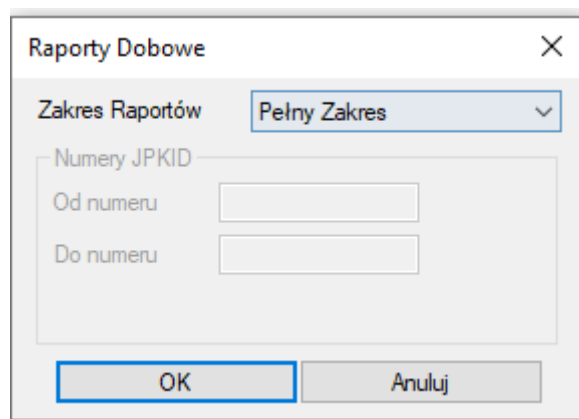 Raporty Dobowe
Zakres Raportów Pełny Zakres
Numery JPKID
Od numeru
Do numeru
OK Anuluj